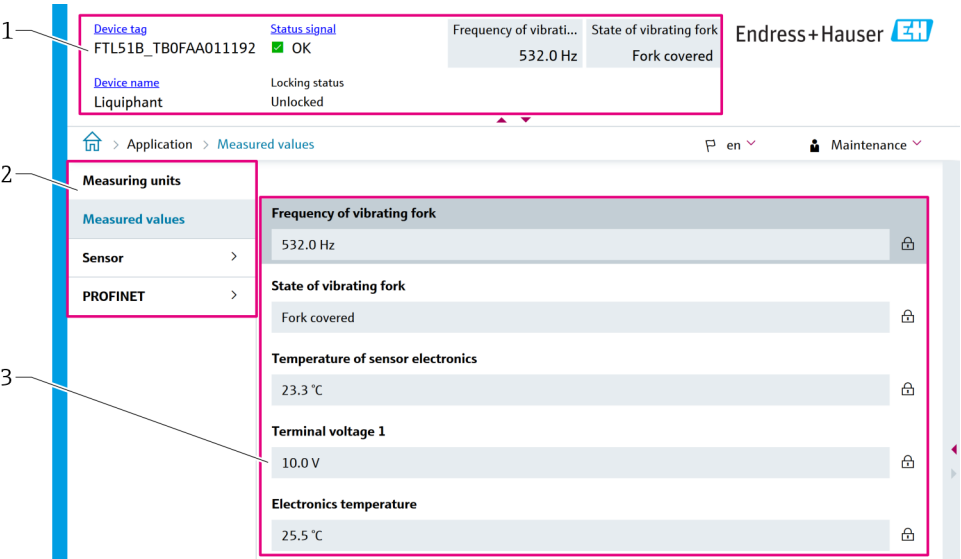 1
Device tag
FTL51B_TB0FAA011192
Status signal
OK
Frequency of vibrati...
532.0 Hz
State of vibrating fork
Fork covered
Endress+Hauser EH
Device name
Liquiphant
Locking status
Unlocked
> Application > Measured values
en
Maintenance
2
Measuring units
Measured values
Sensor >
PROFINET >
Frequency of vibrating fork
532.0 Hz
State of vibrating fork
Fork covered
Temperature of sensor electronics
23.3 °C
3
Terminal voltage 1
10.0 V
Electronics temperature
25.5 °C